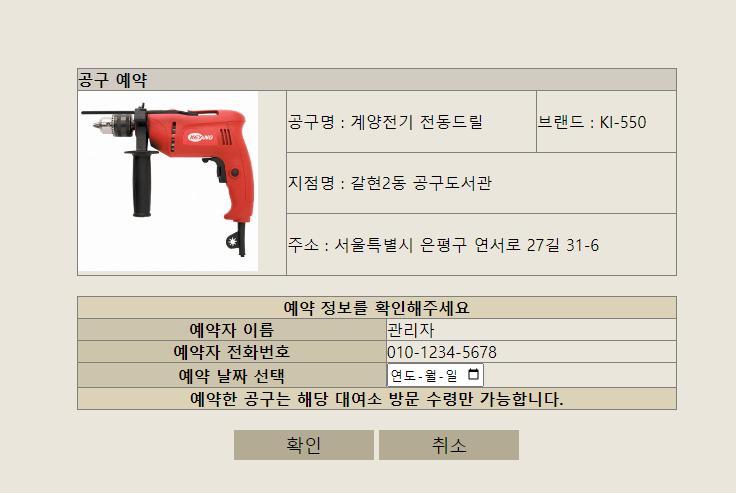 공구 예약
KEYANG
공구명 : 계양전기 전동드릴
브랜드 : KI-550
지점명 : 갈현2동 공구도서관
주소 : 서울특별시 은평구 연서로 27길 31-6
예약 정보를 확인해주세요
예약자 이름 관리자
예약자 전화번호 010-1234-5678
예약 날짜 선택 연도-월-일
예약한 공구는 해당 대여소 방문 수령만 가능합니다.
확인 취소